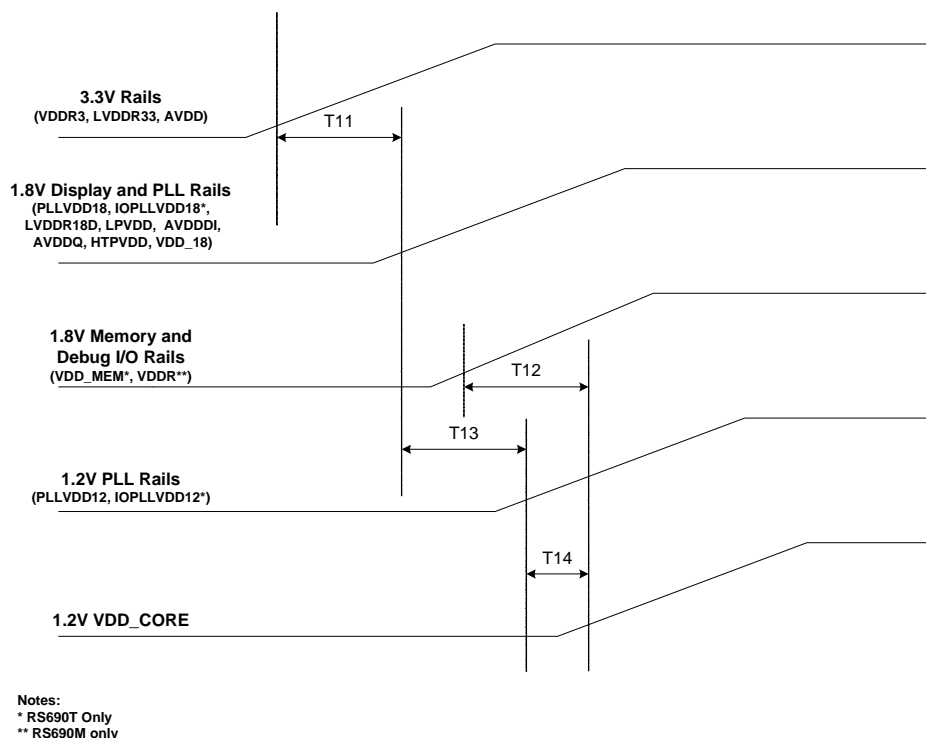 3.3V Rails
(VDDR3, LVDDR33, AVDD)
T11
1.8V Display and PLL Rails
(PLLVDD18, IOPLLVDD18*,
LVDDR18D, LPVDD, AVDDDI,
AVDDQ, HTPVDD, VDD_18)
1.8V Memory and
Debug I/O Rails
(VDD_MEM*, VDDR**)
T12
T13
1.2V PLL Rails
(PLLVDD12, IOPLLVDD12*)
T14
1.2V VDD_CORE
Notes:
* RS690T Only
** RS690M only